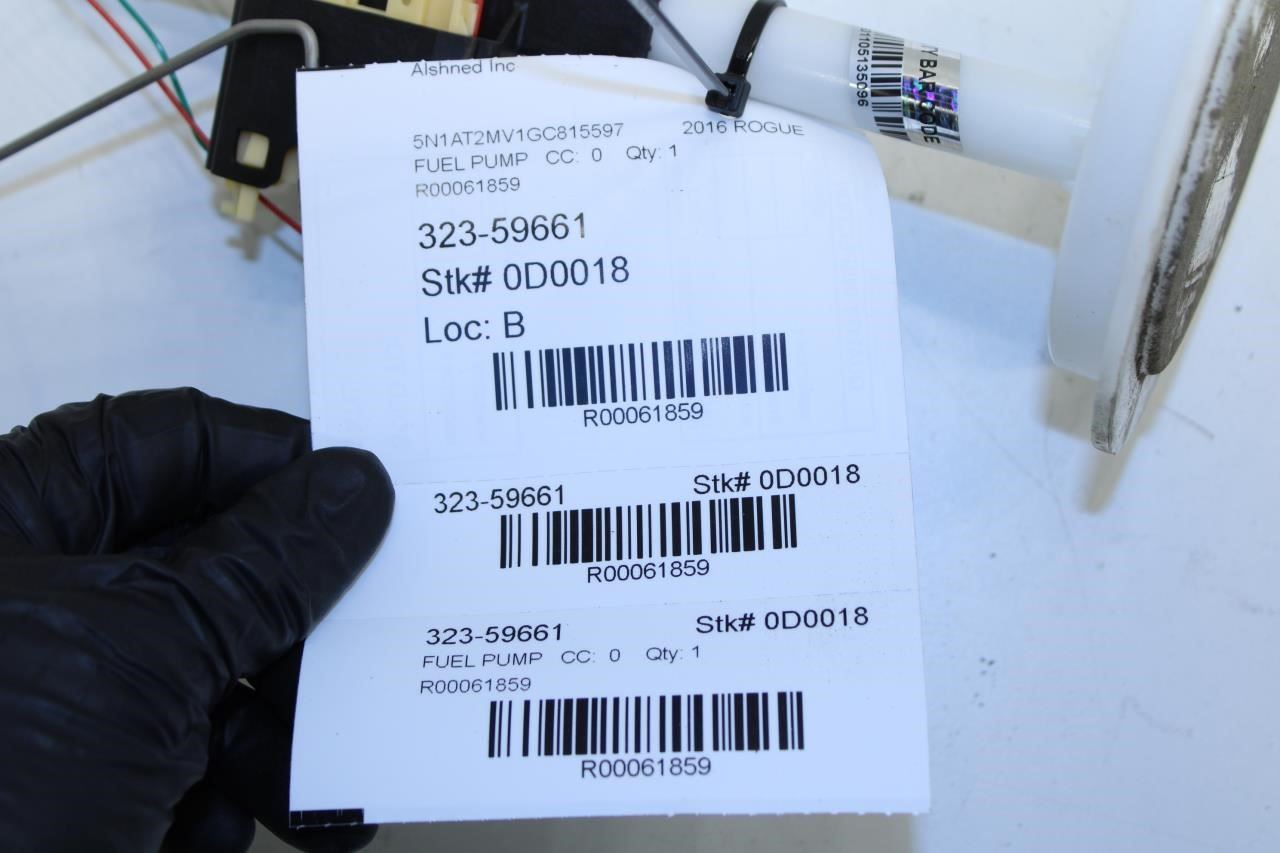 Alshned Inc
5N1AT2MV1GC815597 2016 ROGUE
FUEL PUMP CC: 0 Qty: 1
R00061859
323-59661
Stk# 0D0018
Loc: B
R00061859
323-59661 Stk# 0D0018
R00061859
323-59661 Stk# 0D0018
FUEL PUMP CC: 0 Qty: 1
R00061859
R00061859